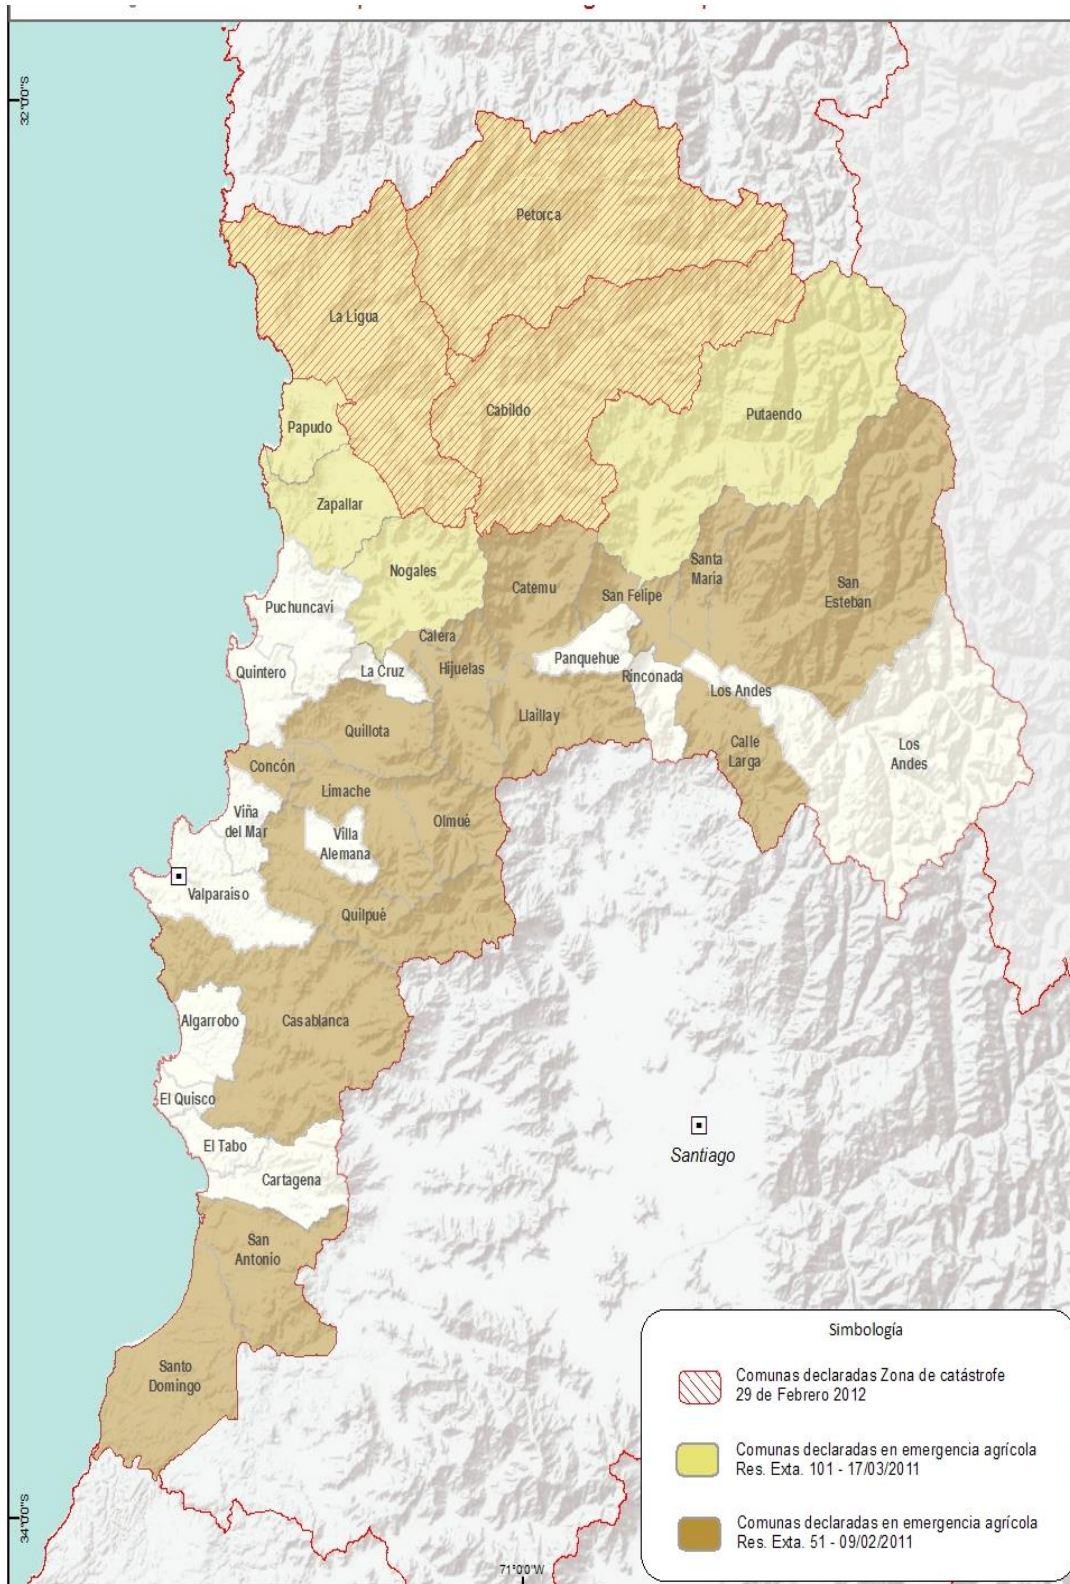 32°0'0"S
Petorca
La Ligua
Cabildo
Putaendo
Papudo
Zapallar
Nogales
Catemu
Santa
María
San Felipe
San
Esteban
Puchuncaví
Calera
Hijuelas
La Cruz
Panquehue
Rinconada
Quintero
Los Andes
Llaillay
Quillota
Calle
Larga
Los
Andes
Concón
Limache
Viña
del Mar
Villa
Alemana
Olmué
Valparaíso
Quilpué
Algarrobo
Casablanca
El Quisco
El Tabo
Cartagena
Santiago
San
Antonio
Santo
Domingo
34°0'0"S
71°0'0"W
Simbología
Comunas declaradas Zona de catástrofe
29 de Febrero 2012
Comunas declaradas en emergencia agrícola
Res. Exta. 101 - 17/03/2011
Comunas declaradas en emergencia agrícola
Res. Exta. 51 - 09/02/2011